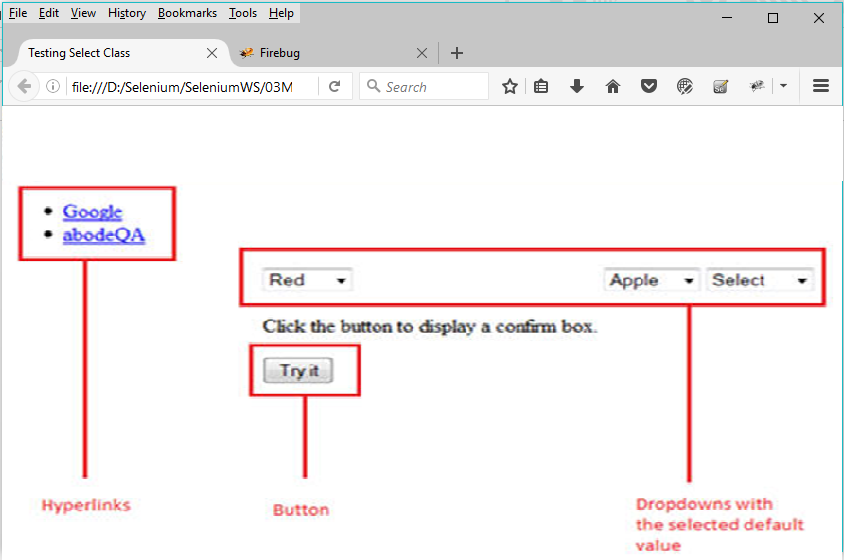 File Edit View History Bookmarks Tools Help
Testing Select Class
Firebug
file:///D:/Selenium/SeleniumWS/03M
Search
Google
abodeQA
Red
Apple
Select
Click the button to display a confirm box.
Try it
Hyperlinks
Button
Dropdowns with
the selected default
value